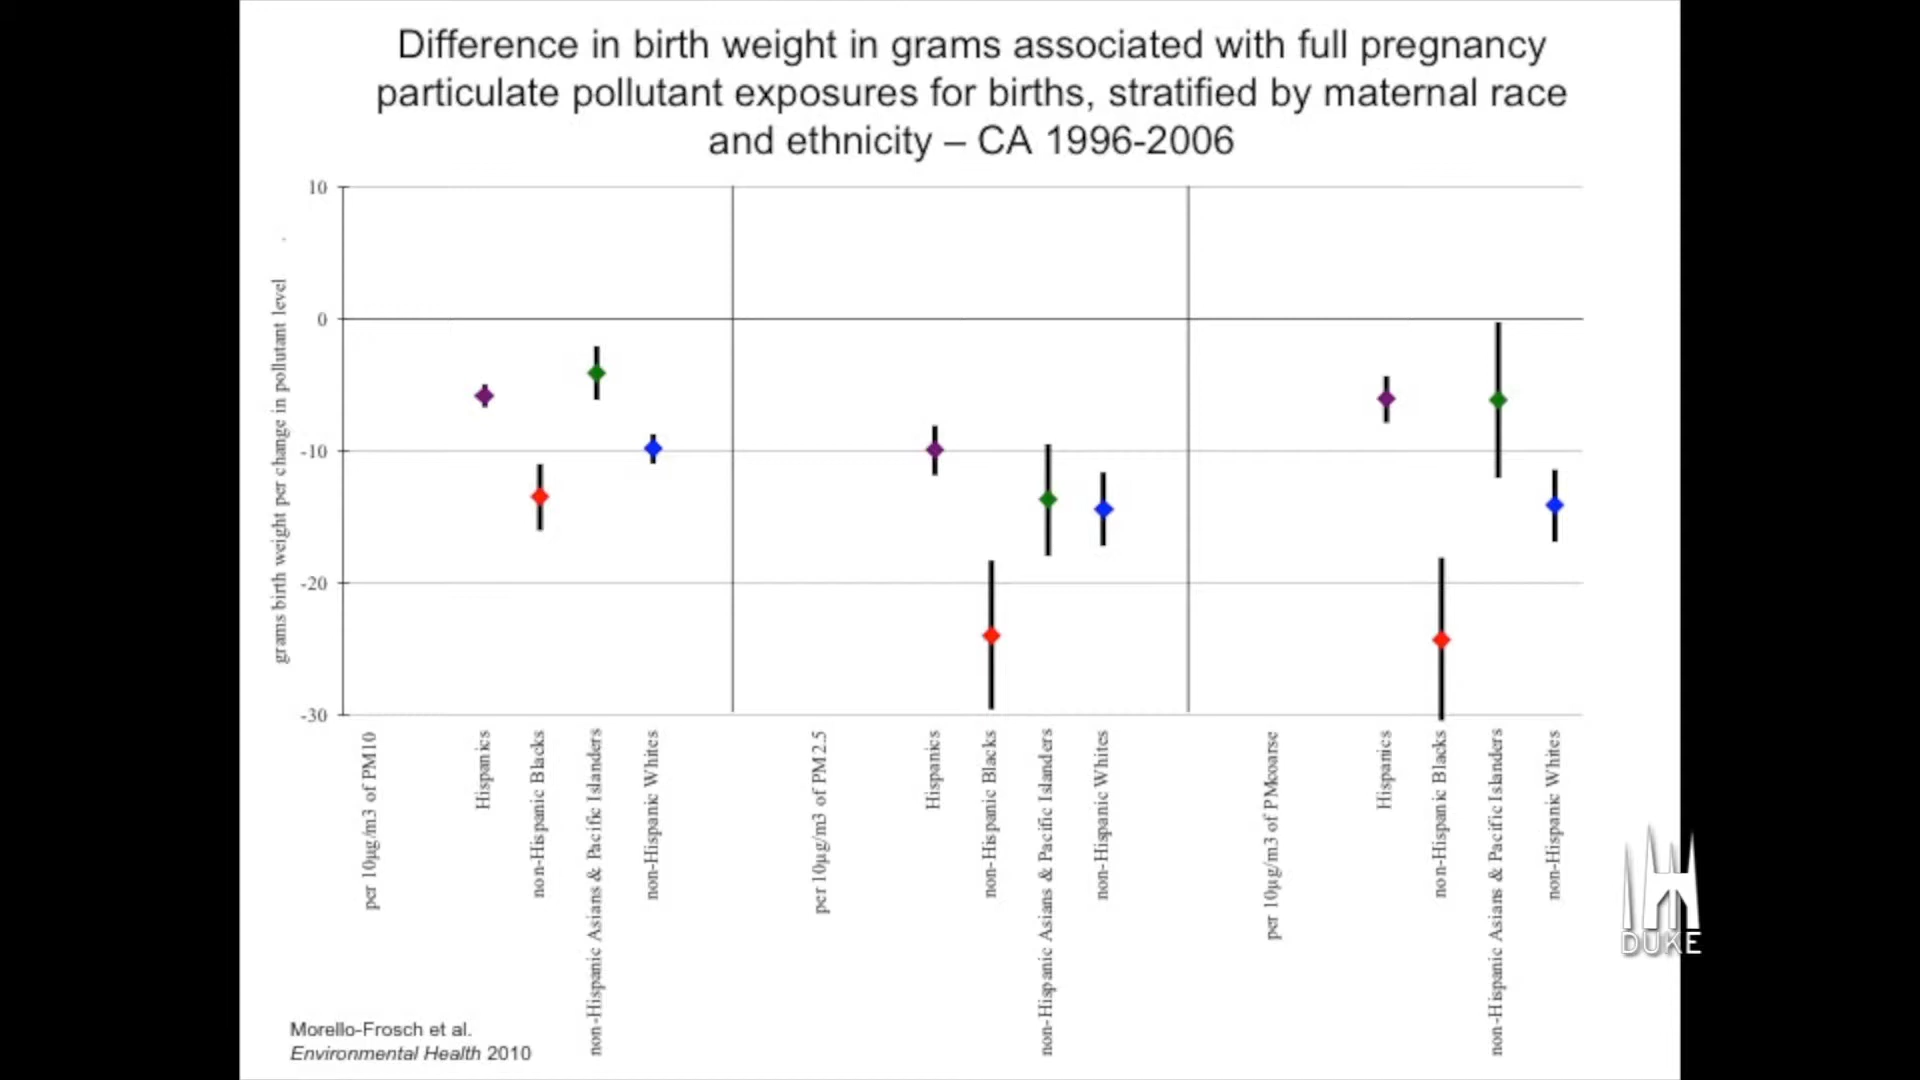 Difference in birth weight in grams associated with full pregnancy
particulate pollutant exposures for births, stratified by maternal race
and ethnicity – CA 1996-2006
10
0
-10
-20
-30
grams birth weight per change in pollutant level
per 10µg/m3 of PM10
Hispanics
non-Hispanic Blacks
non-Hispanic Asians & Pacific Islanders
non-Hispanic Whites
per 10µg/m3 of PM2.5
Hispanics
non-Hispanic Blacks
non-Hispanic Asians & Pacific Islanders
non-Hispanic Whites
per 10µg/m3 of PMcoarse
Hispanics
non-Hispanic Blacks
non-Hispanic Asians & Pacific Islanders
non-Hispanic Whites
Morello-Frosch et al.
Environmental Health 2010
DUKE